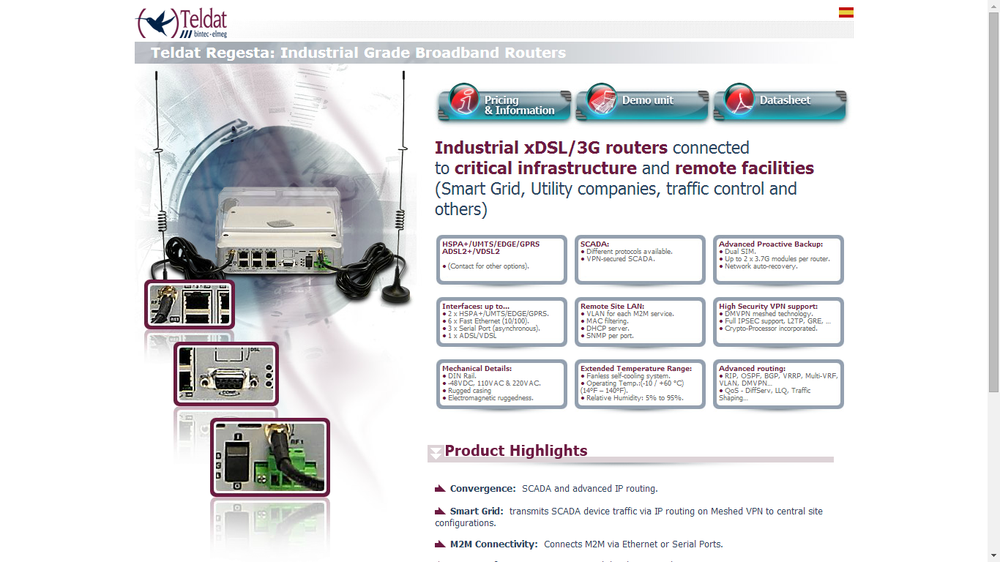 Teldat
bintec - elmeg
Teldat Regesta: Industrial Grade Broadband Routers
Pricing
& Information
Demo unit
Datasheet
Industrial xDSL/3G routers connected
to critical infrastructure and remote facilities
(Smart Grid, Utility companies, traffic control and
others)
HSPA+/UMTS/EDGE/GPRS
ADSL2+/VDSL2
• (Contact for other options).
SCADA:
• Different protocols available.
• VPN-secured SCADA.
Advanced Proactive Backup:
• Dual SIM.
• Up to 2 x 3.7G modules per router.
• Network auto-recovery.
Interfaces: up to...
• 2 x HSPA+/UMTS/EDGE/GPRS.
• 6 x Fast Ethernet (10/100).
• 3 x Serial Port (asynchronous).
• 1 x ADSL/VDSL
Remote Site LAN:
• VLAN for each M2M service.
• MAC filtering.
• DHCP server.
• SNMP per port.
High Security VPN support:
• DMVPN meshed technology.
• Full IPSEC support, L2TP, GRE, ...
• Crypto-Processor incorporated.
Mechanical Details:
• DIN Rail.
• -48VDC, 110VAC & 220VAC.
• Rugged casing
• Electromagnetic ruggedness.
Extended Temperature Range:
• Fanless self-cooling system.
• Operating Temp.:(-10 / +60 °C)
(14°F – 140°F).
• Relative Humidity: 5% to 95%.
Advanced routing:
• RIP, OSPF, BGP, VRRP, Multi-VRF,
VLAN, DMVPN...
• QoS - DiffServ, LLQ, Traffic
Shaping...
RST
DSL
CONF
RF1
Product Highlights
Convergence: SCADA and advanced IP routing.
Smart Grid: transmits SCADA device traffic via IP routing on Meshed VPN to central site
configurations.
M2M Connectivity: Connects M2M via Ethernet or Serial Ports.